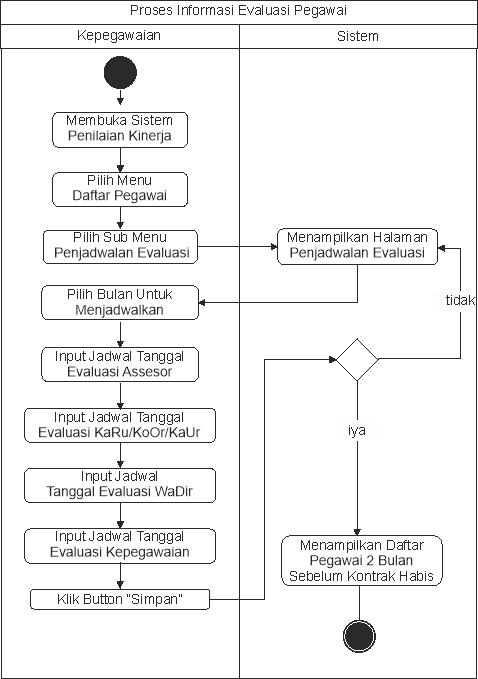 Proses Informasi Evaluasi Pegawai
Kepegawaian
Sistem
Membuka Sistem
Penilaian Kinerja
Pilih Menu
Daftar Pegawai
Pilih Sub Menu
Penjadwalan Evaluasi
Menampilkan Halaman
Penjadwalan Evaluasi
Pilih Bulan Untuk
Menjadwalkan
tidak
Input Jadwal Tanggal
Evaluasi Assesor
Input Jadwal Tanggal
Evaluasi KaRu/KoOr/KaUr
iya
Input Jadwal
Tanggal Evaluasi WaDir
Input Jadwal Tanggal
Evaluasi Kepegawaian
Menampilkan Daftar
Pegawai 2 Bulan
Sebelum Kontrak Habis
Klik Button "Simpan"